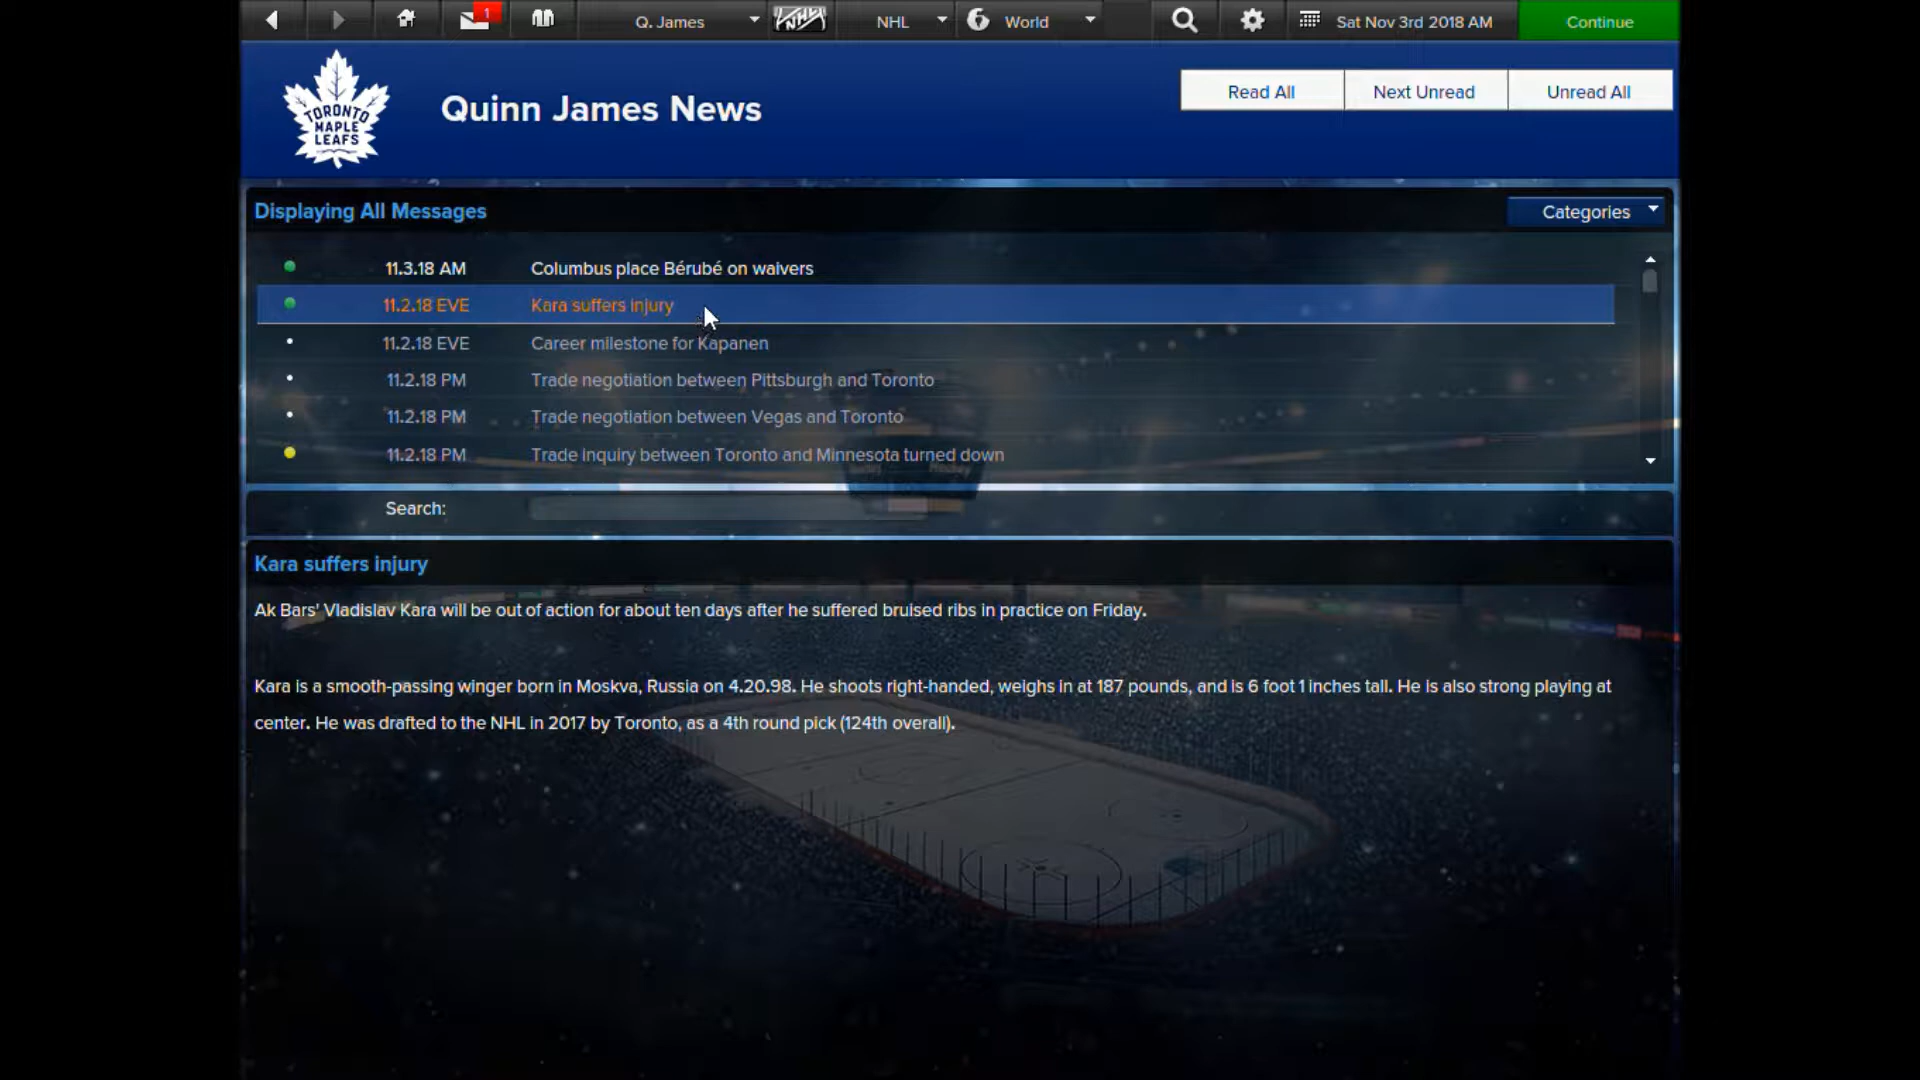 1
Q. James
NHL
NHL
World
Sat Nov 3rd 2018 AM
Continue
TORONTO
MAPLE
LEAFS
Quinn James News
Read All
Next Unread
Unread All
Displaying All Messages
Categories
11.3.18 AM Columbus place Bérubé on waivers
11.2.18 EVE Kara suffers injury
11.2.18 EVE Career milestone for Kapanen
11.2.18 PM Trade negotiation between Pittsburgh and Toronto
11.2.18 PM Trade negotiation between Vegas and Toronto
11.2.18 PM Trade inquiry between Toronto and Minnesota turned down
Search:
Kara suffers injury
Ak Bars' Vladislav Kara will be out of action for about ten days after he suffered bruised ribs in practice on Friday.
Kara is a smooth-passing winger born in Moskva, Russia on 4.20.98. He shoots right-handed, weighs in at 187 pounds, and is 6 foot 1 inches tall. He is also strong playing at
center. He was drafted to the NHL in 2017 by Toronto, as a 4th round pick (124th overall).